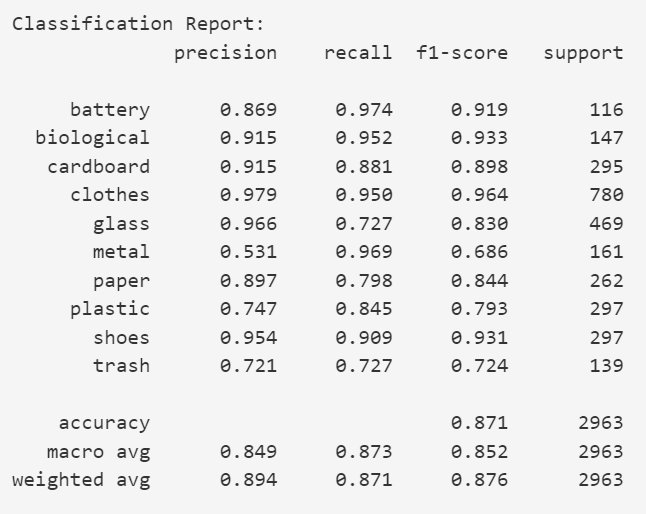 Classification Report:
precision recall f1-score support
battery 0.869 0.974 0.919 116
biological 0.915 0.952 0.933 147
cardboard 0.915 0.881 0.898 295
clothes 0.979 0.950 0.964 780
glass 0.966 0.727 0.830 469
metal 0.531 0.969 0.686 161
paper 0.897 0.798 0.844 262
plastic 0.747 0.845 0.793 297
shoes 0.954 0.909 0.931 297
trash 0.721 0.727 0.724 139
accuracy 0.871 2963
macro avg 0.849 0.873 0.852 2963
weighted avg 0.894 0.871 0.876 2963